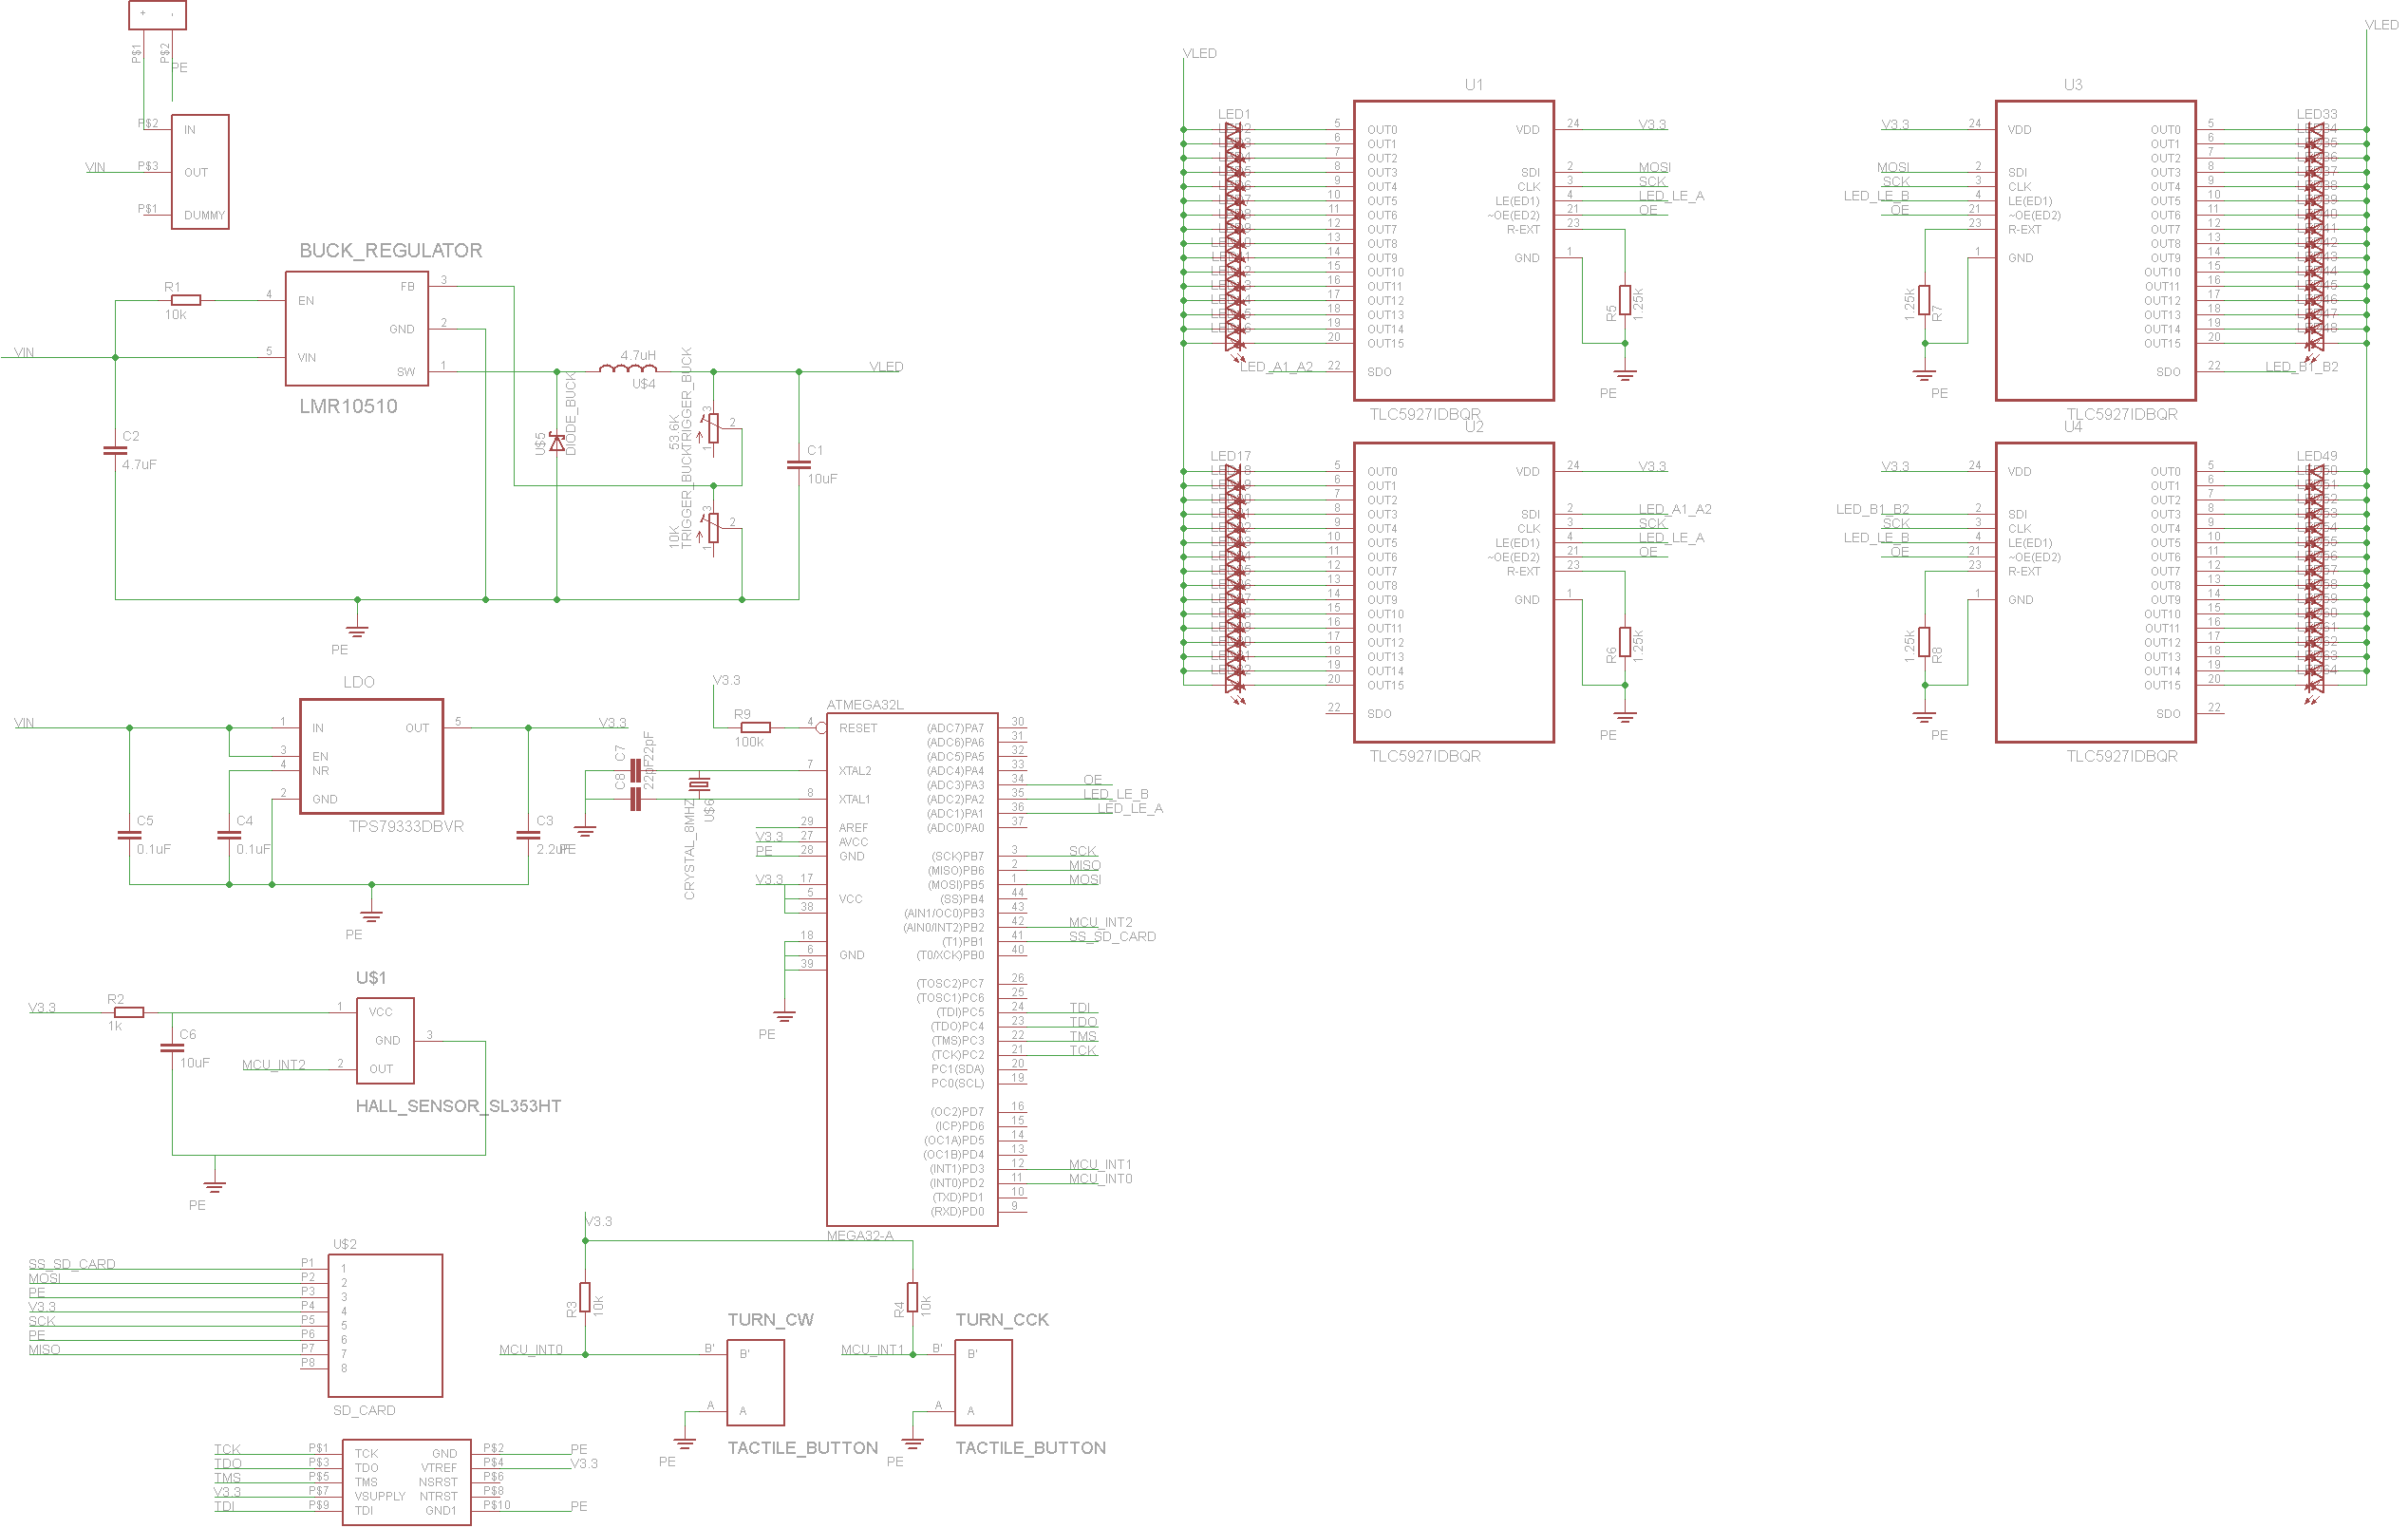 + -
P$1 P$2
PE
P$2 IN
VIN P$3 OUT
P$1 DUMMY
BUCK_REGULATOR
R1
10k
4 EN
FB 3
GND 2
VIN
5 VIN
SW 1
LMR10510
C2
4.7uF
4.7uH
U$4
VLED
U$5
DIODE_BUCK
53.6K
TRIGGER_BUCK
3
2
1
10K
TRIGGER_BUCK
3
2
1
C1
10uF
PE
LDO
VIN
1 IN
3 EN
4 NR
2 GND
OUT 5
V3.3
TPS79333DBVR
C5
0.1uF
C4
0.1uF
C3
2.2uF
PE
U$1
V3.3
R2
1k
C6
10uF
MCU_INT2
1 VCC
GND 3
2 OUT
HALL_SENSOR_SL353HT
PE
U$2
SS_SD_CARD P1 1
MOSI P2 2
PE P3 3
V3.3 P4 4
SCK P5 5
PE P6 6
MISO P7 7
P8 8
SD_CARD
TCK P$1 TCK GND P$2 PE
TDO P$3 TDO VTREF P$4 V3.3
TMS P$5 TMS NSRST P$6
V3.3 P$7 VSUPPLY NTRST P$8
TDI P$9 TDI GND1 P$10 PE
V3.3
R9
100k
C7
22pF
C8
22pF
PE
CRYSTAL_8MHZ
U$6
ATMEGA32L
4 RESET
7 XTAL2
8 XTAL1
29 AREF
V3.3 27 AVCC
PE 28 GND
V3.3 17
5 VCC
38
18
6 GND
39
PE
(ADC7)PA7 30
(ADC6)PA6 31
(ADC5)PA5 32
(ADC4)PA4 33
(ADC3)PA3 34 OE
(ADC2)PA2 35 LED_LE_B
(ADC1)PA1 36 LED_LE_A
(ADC0)PA0 37
(SCK)PB7 3 SCK
(MISO)PB6 2 MISO
(MOSI)PB5 1 MOSI
(SS)PB4 44
(AIN1/OC0)PB3 43
(AIN0/INT2)PB2 42 MCU_INT2
(T1)PB1 41 SS_SD_CARD
(T0/XCK)PB0 40
(TOSC2)PC7 26
(TOSC1)PC6 25
(TDI)PC5 24 TDI
(TDO)PC4 23 TDO
(TMS)PC3 22 TMS
(TCK)PC2 21 TCK
PC1(SDA) 20
PC0(SCL) 19
(OC2)PD7 16
(ICP)PD6 15
(OC1A)PD5 14
(OC1B)PD4 13
(INT1)PD3 12 MCU_INT1
(INT0)PD2 11 MCU_INT0
(TXD)PD1 10
(RXD)PD0 9
MEGA32-A
V3.3
R3
10k
R4
10k
TURN_CW
MCU_INT0 B' B'
A A
PE
TACTILE_BUTTON
TURN_CCK
MCU_INT1 B' B'
A A
PE
TACTILE_BUTTON
VLED
LED1
U1
5 OUT0 VDD 24 V3.3
6 OUT1
7 OUT2
8 OUT3 SDI 2 MOSI
9 OUT4 CLK 3 SCK
10 OUT5 LE(ED1) 4 LED_LE_A
11 OUT6 ~OE(ED2) 21 OE
12 OUT7 R-EXT 23
13 OUT8
14 OUT9 GND 1
15 OUT10
16 OUT11
17 OUT12
18 OUT13
19 OUT14
20 OUT15
LED_A1_A2 22 SDO
R5
1.25k
PE
TLC5927IDBQR
LED17
U2
5 OUT0 VDD 24 V3.3
6 OUT1
7 OUT2
8 OUT3 SDI 2 LED_A1_A2
9 OUT4 CLK 3 SCK
10 OUT5 LE(ED1) 4 LED_LE_A
11 OUT6 ~OE(ED2) 21 OE
12 OUT7 R-EXT 23
13 OUT8
14 OUT9 GND 1
15 OUT10
16 OUT11
17 OUT12
18 OUT13
19 OUT14
20 OUT15
22 SDO
R6
1.25k
PE
TLC5927IDBQR
VLED
U3
LED33
V3.3 24 VDD OUT0 5
OUT1 6
OUT2 7
MOSI 2 SDI OUT3 8
SCK 3 CLK OUT4 9
LED_LE_B 4 LE(ED1) OUT5 10
OE 21 ~OE(ED2) OUT6 11
23 R-EXT OUT7 12
OUT8 13
1 GND OUT9 14
OUT10 15
OUT11 16
OUT12 17
OUT13 18
OUT14 19
OUT15 20
SDO 22 LED_B1_B2
1.25k
R7
PE
TLC5927IDBQR
U4
LED49
V3.3 24 VDD OUT0 5
OUT1 6
OUT2 7
LED_B1_B2 2 SDI OUT3 8
SCK 3 CLK OUT4 9
LED_LE_B 4 LE(ED1) OUT5 10
OE 21 ~OE(ED2) OUT6 11
23 R-EXT OUT7 12
OUT8 13
1 GND OUT9 14
OUT10 15
OUT11 16
OUT12 17
OUT13 18
OUT14 19
OUT15 20
SDO 22
1.25k
R8
PE
TLC5927IDBQR